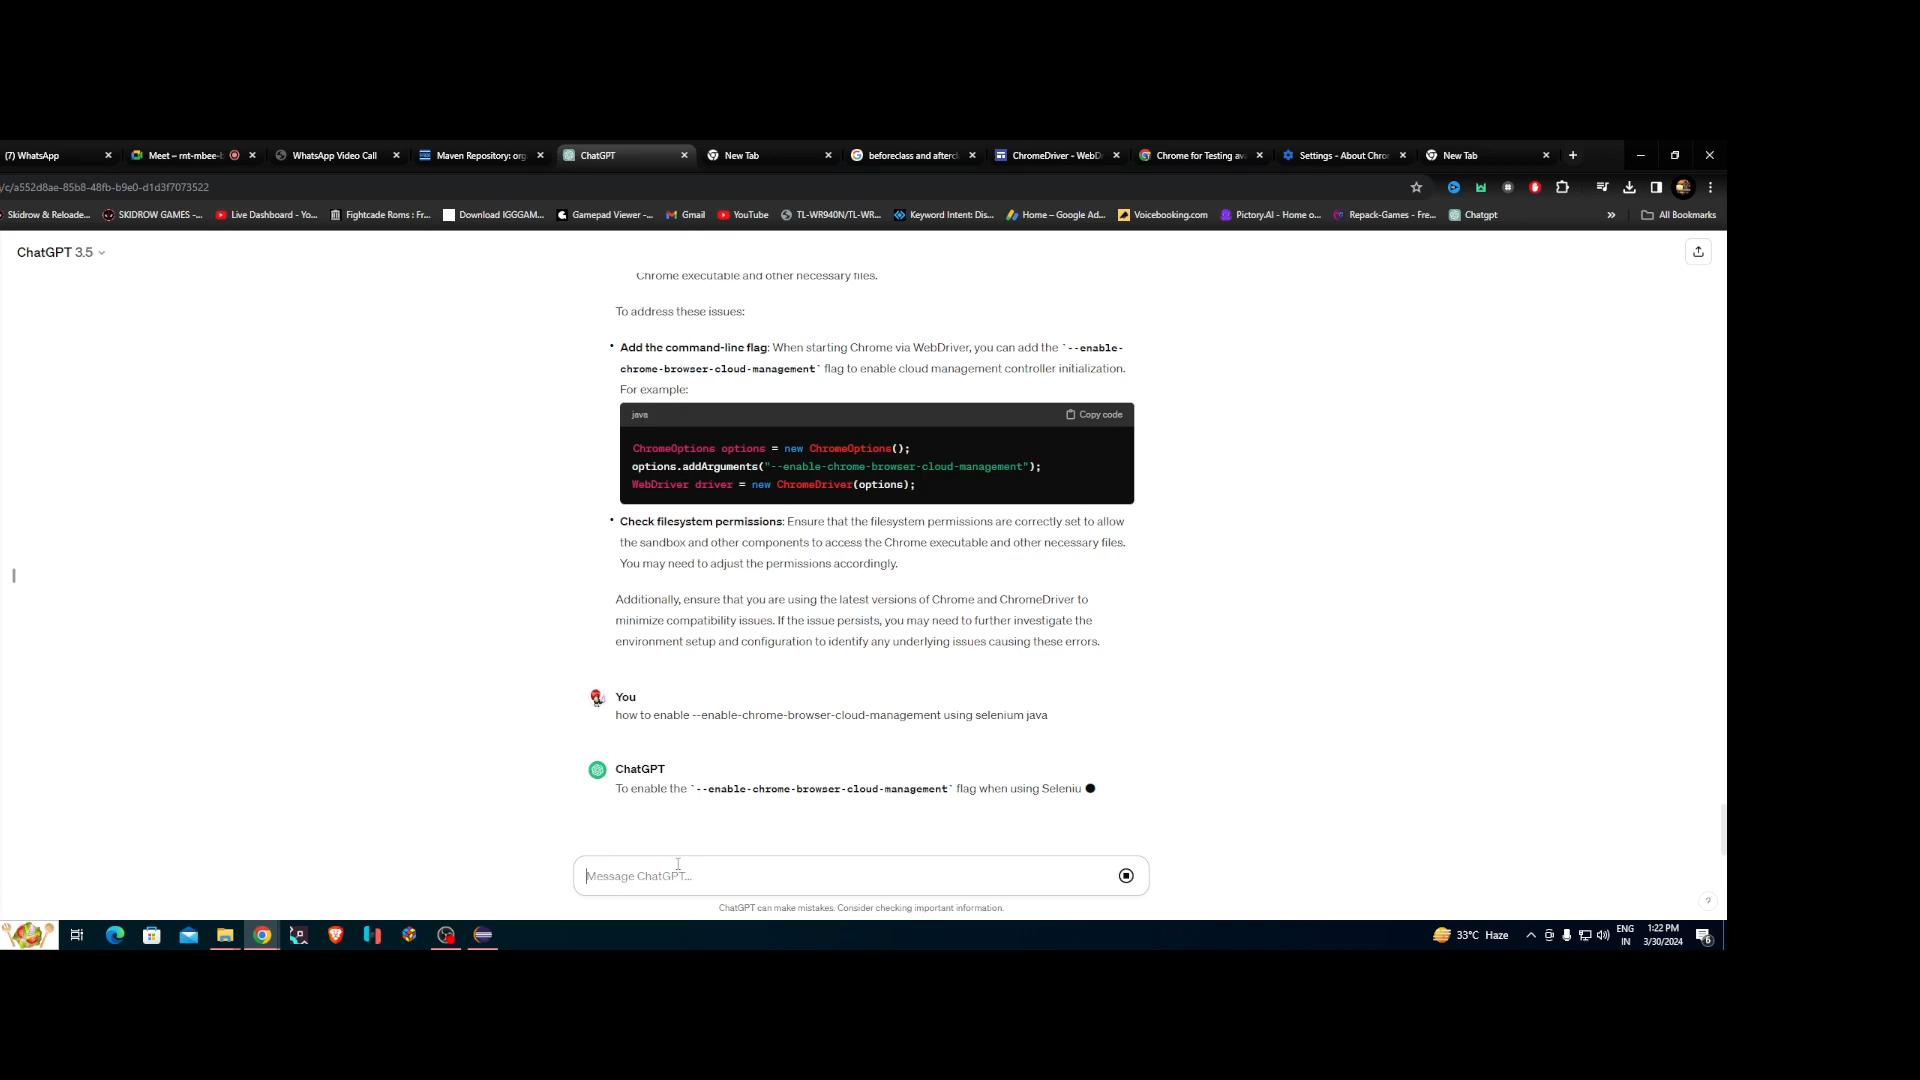 (7) WhatsApp
Meet – rnt-mbee-
WhatsApp Video Call
Maven Repository: org.
ChatGPT
New Tab
beforeclass and aftercl
ChromeDriver - WebDr
Chrome for Testing av
Settings - About Chro
New Tab
/c/a552d8ae-85b8-48fb-b9e0-d1d3f7073522
Skidrow & Reloade...
SKIDROW GAMES -...
Live Dashboard - Yo...
Fightcade Roms : Fr...
Download IGGGAM...
Gamepad Viewer -...
Gmail
YouTube
TL-WR940N/TL-WR...
Keyword Intent: Dis...
Home – Google Ad...
Voicebooking.com
Pictory.AI - Home o...
Repack-Games - Fre...
Chatgpt
»
All Bookmarks
ChatGPT 3.5
Chrome executable and other necessary files.
To address these issues:
• Add the command-line flag: When starting Chrome via WebDriver, you can add the `--enable-
chrome-browser-cloud-management` flag to enable cloud management controller initialization.
For example:
java
Copy code
ChromeOptions options = new ChromeOptions();
options.addArguments("--enable-chrome-browser-cloud-management");
WebDriver driver = new ChromeDriver(options);
• Check filesystem permissions: Ensure that the filesystem permissions are correctly set to allow
the sandbox and other components to access the Chrome executable and other necessary files.
You may need to adjust the permissions accordingly.
Additionally, ensure that you are using the latest versions of Chrome and ChromeDriver to
minimize compatibility issues. If the issue persists, you may need to further investigate the
environment setup and configuration to identify any underlying issues causing these errors.
You
how to enable --enable-chrome-browser-cloud-management using selenium java
ChatGPT
To enable the `--enable-chrome-browser-cloud-management` flag when using Seleniu
Message ChatGPT...
ChatGPT can make mistakes. Consider checking important information.
?
33°C Haze
ENG
IN
1:22 PM
3/30/2024
6